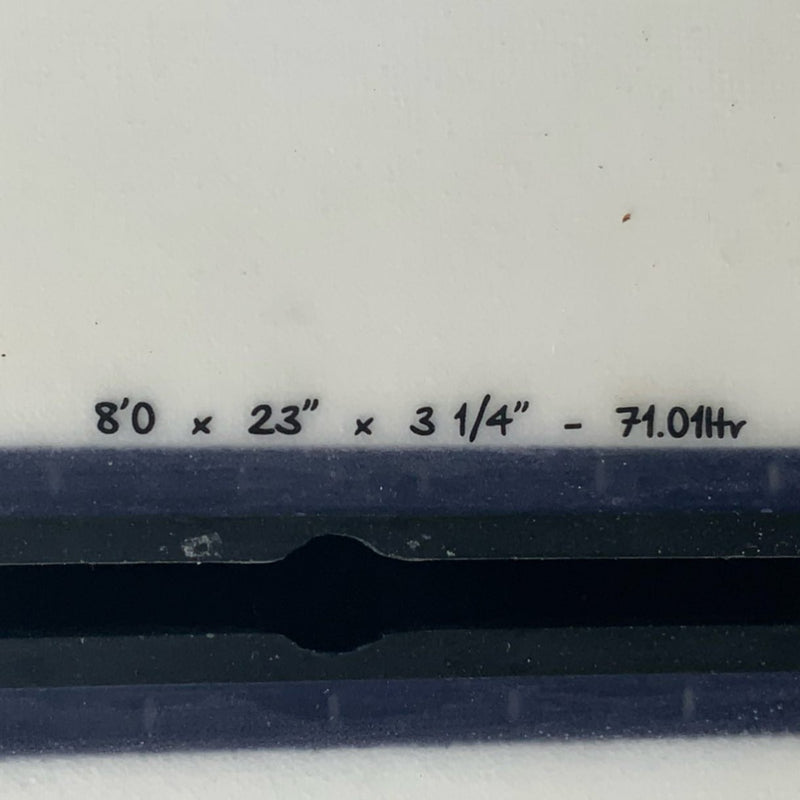 8'0 x 23" x 3 1/4" - 71.01ltr